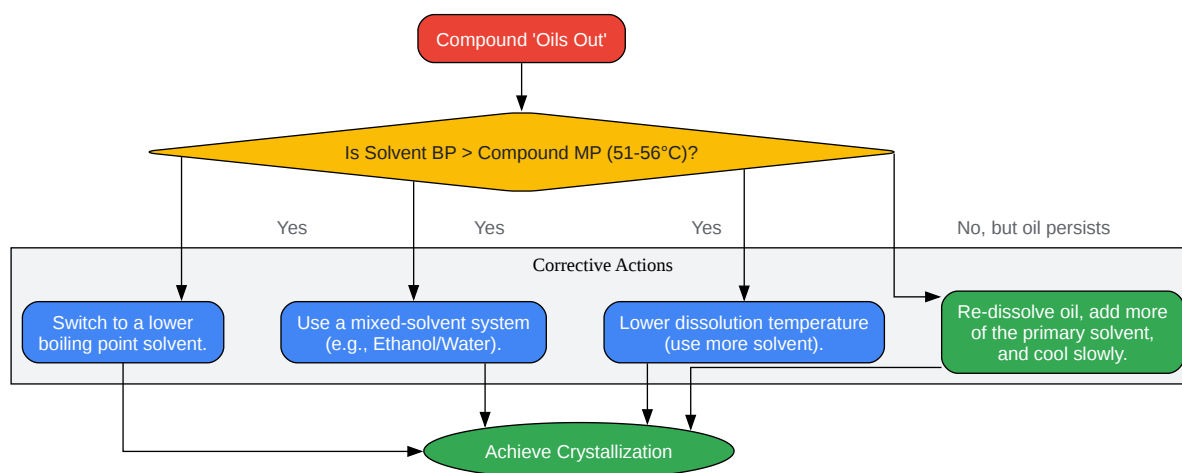 Compound 'Oils Out'
Is Solvent BP > Compound MP (51-56°C)?
Yes
Yes
Yes
No, but oil persists
Corrective Actions
Switch to a lower
boiling point solvent.
Use a mixed-solvent system
(e.g., Ethanol/Water).
Lower dissolution temperature
(use more solvent).
Re-dissolve oil, add more
of the primary solvent,
and cool slowly.
Achieve Crystallization